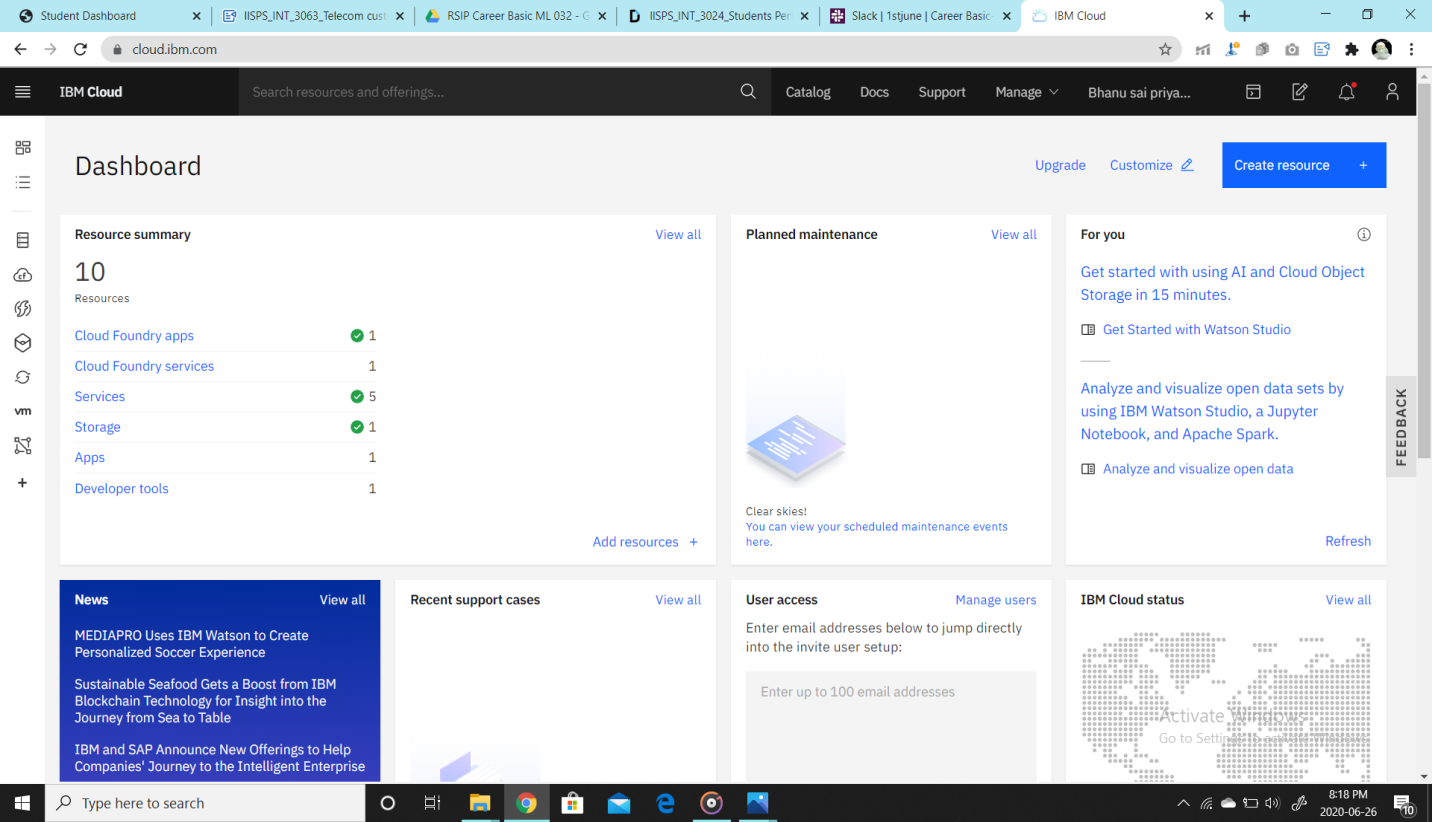 Student Dashboard
IISPS_INT_3063_Telecom cust
RSIP Career Basic ML 032 - G
IISPS_INT_3024_Students Per
Slack | 1stjune | Career Basic-
IBM Cloud
cloud.ibm.com
IBM Cloud
Search resources and offerings...
Catalog
Docs
Support
Manage
Bhanu sai priya...
Dashboard
Upgrade
Customize
Create resource +
Resource summary
View all
10
Resources
Cloud Foundry apps 1
Cloud Foundry services 1
Services 5
Storage 1
Apps 1
Developer tools 1
Add resources +
Planned maintenance
View all
Clear skies!
You can view your scheduled maintenance events
here.
For you
Get started with using AI and Cloud Object
Storage in 15 minutes.
Get Started with Watson Studio
Analyze and visualize open data sets by
using IBM Watson Studio, a Jupyter
Notebook, and Apache Spark.
Analyze and visualize open data
Refresh
FEEDBACK
cf
vm
News
View all
MEDIAPRO Uses IBM Watson to Create
Personalized Soccer Experience
Sustainable Seafood Gets a Boost from IBM
Blockchain Technology for Insight into the
Journey from Sea to Table
IBM and SAP Announce New Offerings to Help
Companies' Journey to the Intelligent Enterprise
Recent support cases
View all
User access
Manage users
Enter email addresses below to jump directly
into the invite user setup:
Enter up to 100 email addresses
IBM Cloud status
View all
Activate Windows
Go to Settings to activate Windows.
Type here to search
8:18 PM
2020-06-26
10